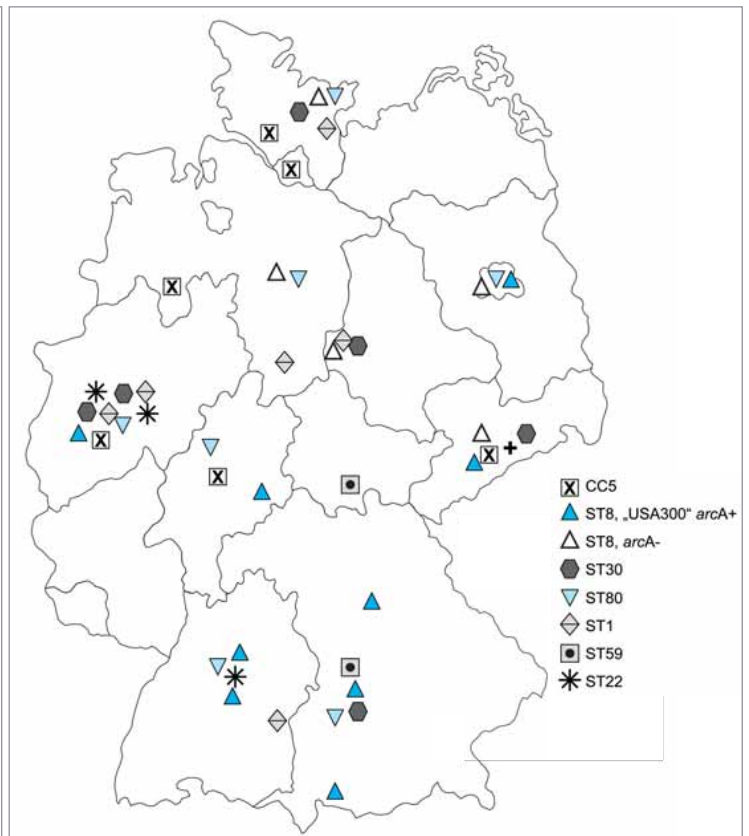 CC5
ST8, „USA300“ arcA+
ST8, arcA-
ST30
ST80
ST1
ST59
ST22